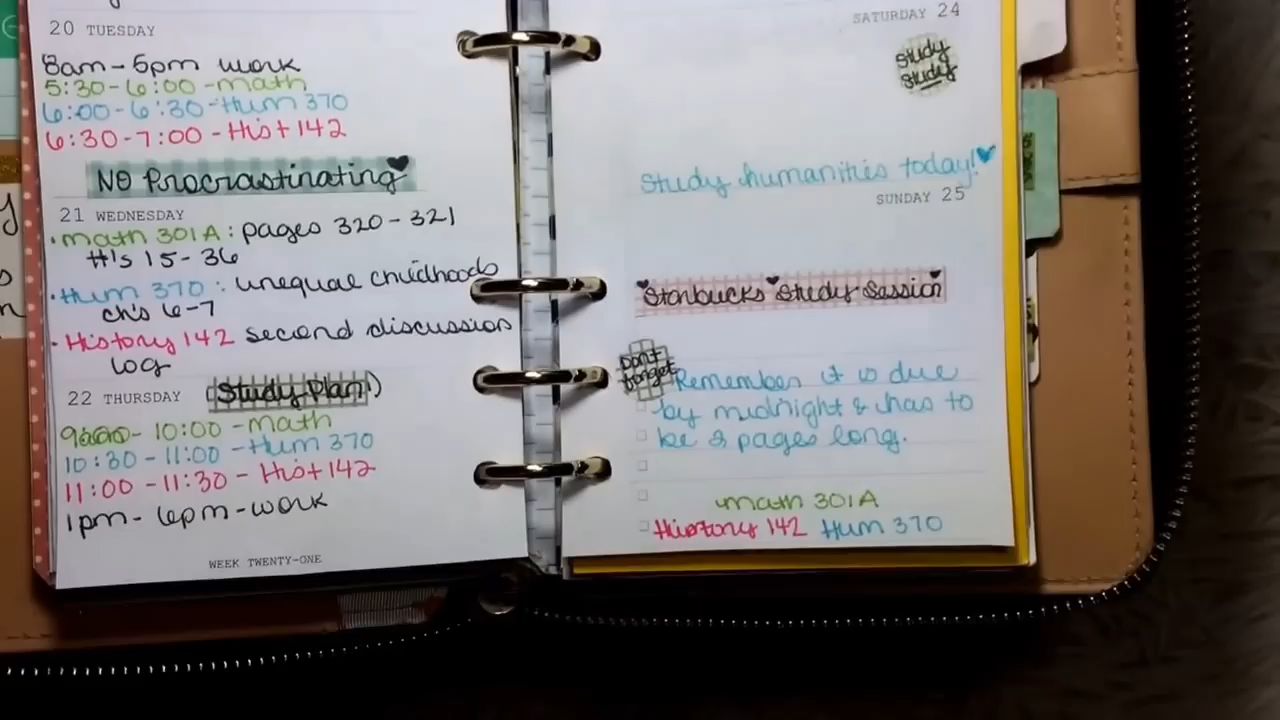 20 TUESDAY
8am - 5pm work
5:30-6:00 - math
6:00-6:30 - Hum 370
6:30-7:00 - Hist 142
NO Procrastinating
21 WEDNESDAY
· math 301A: pages 320-321
#'s 15-36
· Hum 370: unequal childhoods
ch's 6-7
· History 142 second discussion
log
22 THURSDAY (Study Plan!)
- 10:00 - math
10:30 - 11:00 - Hum 370
11:00 - 11:30 - Hist 142
1pm - 6pm - work
WEEK TWENTY-ONE
SATURDAY 24
Study
Study
Study humanities today!
SUNDAY 25
Starbucks Study Session
Don't
forget
Remember it is due
by midnight & has to
be 2 pages long.
math 301A
History 142 Hum 370